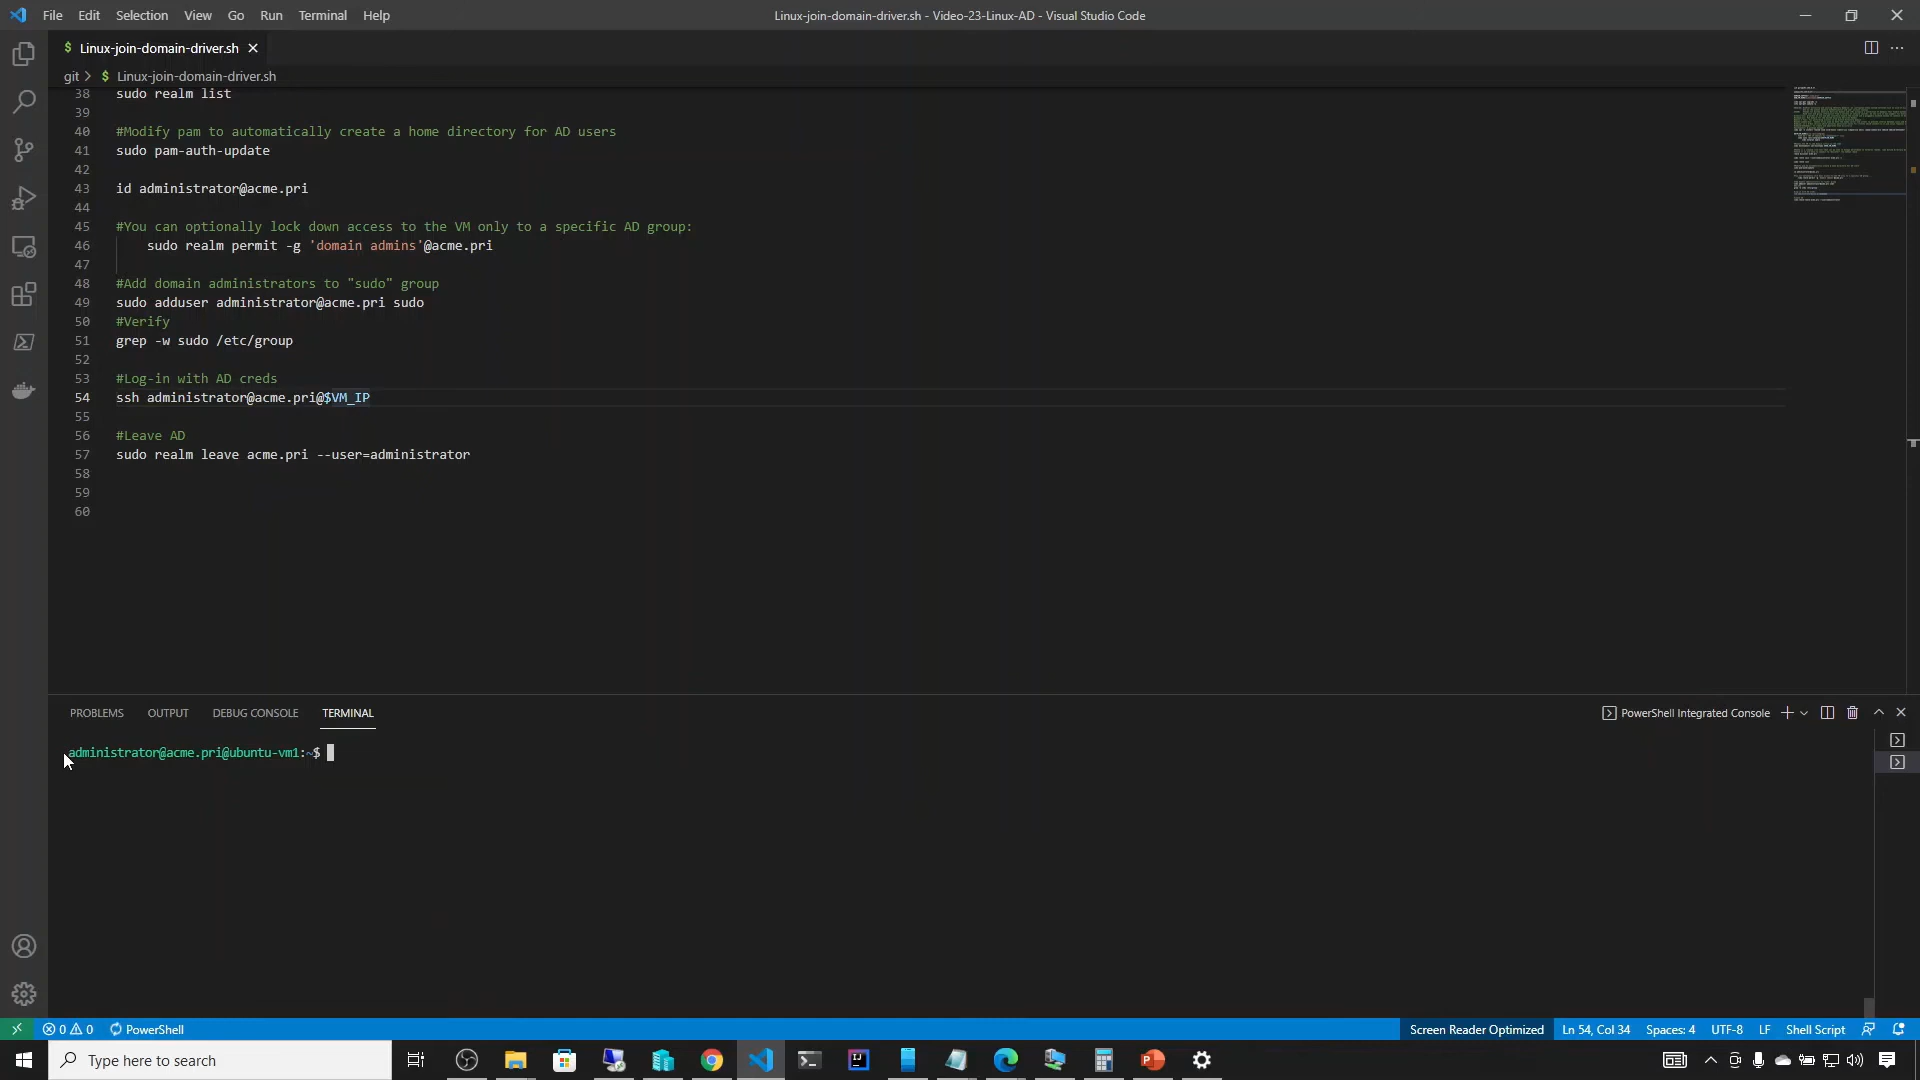 File Edit Selection View Go Run Terminal Help
Linux-join-domain-driver.sh - Video-23-Linux-AD - Visual Studio Code
$ Linux-join-domain-driver.sh
git > $ Linux-join-domain-driver.sh
38 sudo realm list
39
40 #Modify pam to automatically create a home directory for AD users
41 sudo pam-auth-update
42
43 id administrator@acme.pri
44
45 #You can optionally lock down access to the VM only to a specific AD group:
46 sudo realm permit -g 'domain admins'@acme.pri
47
48 #Add domain administrators to "sudo" group
49 sudo adduser administrator@acme.pri sudo
50 #Verify
51 grep -w sudo /etc/group
52
53 #Log-in with AD creds
54 ssh administrator@acme.pri@$VM_IP
55
56 #Leave AD
57 sudo realm leave acme.pri --user=administrator
58
59
60
PROBLEMS OUTPUT DEBUG CONSOLE TERMINAL
PowerShell Integrated Console
administrator@acme.pri@ubuntu-vm1:~$
0 0 PowerShell
Screen Reader Optimized Ln 54, Col 34 Spaces: 4 UTF-8 LF Shell Script
Type here to search